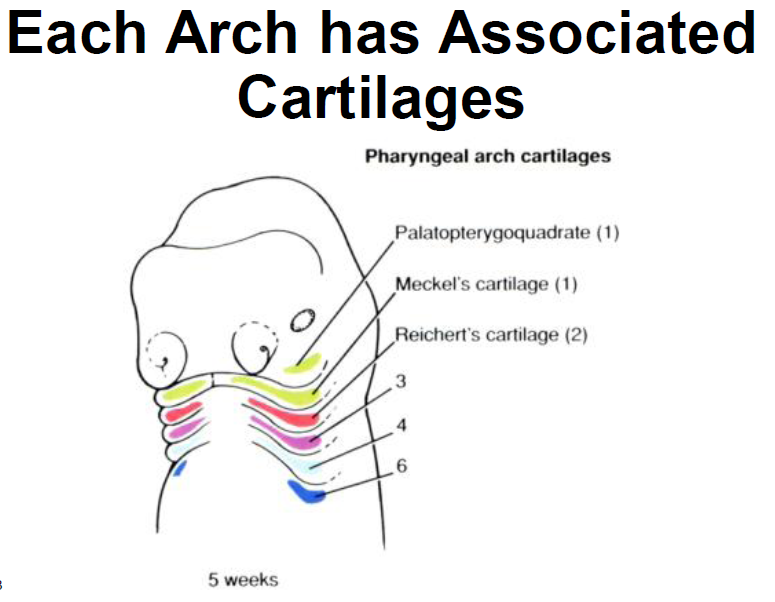 Each Arch has Associated
Cartilages
Pharyngeal arch cartilages
Palatopterygoquadrate (1)
Meckel's cartilage (1)
Reichert's cartilage (2)
3
4
6
5 weeks